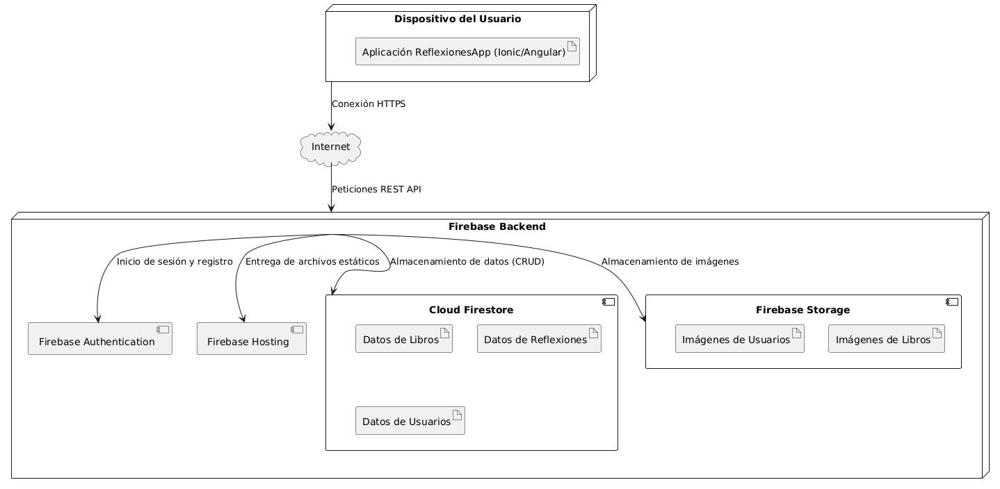 Dispositivo del Usuario
Aplicación ReflexionesApp (Ionic/Angular)
Conexión HTTPS
Internet
Peticiones REST API
Firebase Backend
Inicio de sesión y registro
Entrega de archivos estáticos
Almacenamiento de datos (CRUD)
Almacenamiento de imágenes
Firebase Authentication
Firebase Hosting
Cloud Firestore
Datos de Libros
Datos de Reflexiones
Datos de Usuarios
Firebase Storage
Imágenes de Usuarios
Imágenes de Libros